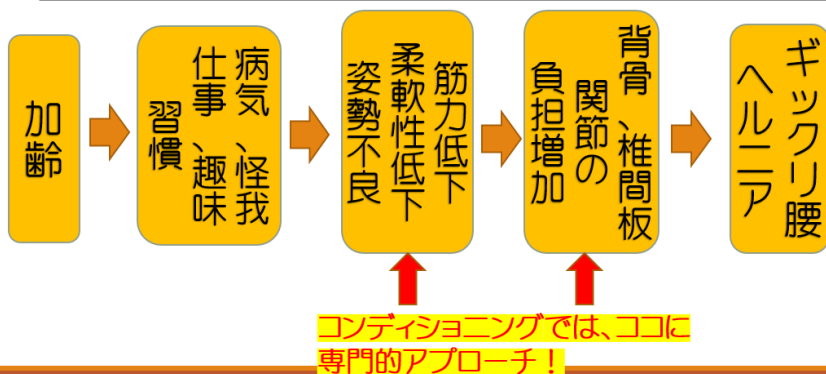 加齢
病気、怪我
仕事、趣味
習慣
筋力低下
柔軟性低下
姿勢不良
背骨、椎間板
関節の
負担増加
ギックリ腰
ヘルニア
コンディショニングでは、ココに
専門的アプローチ！